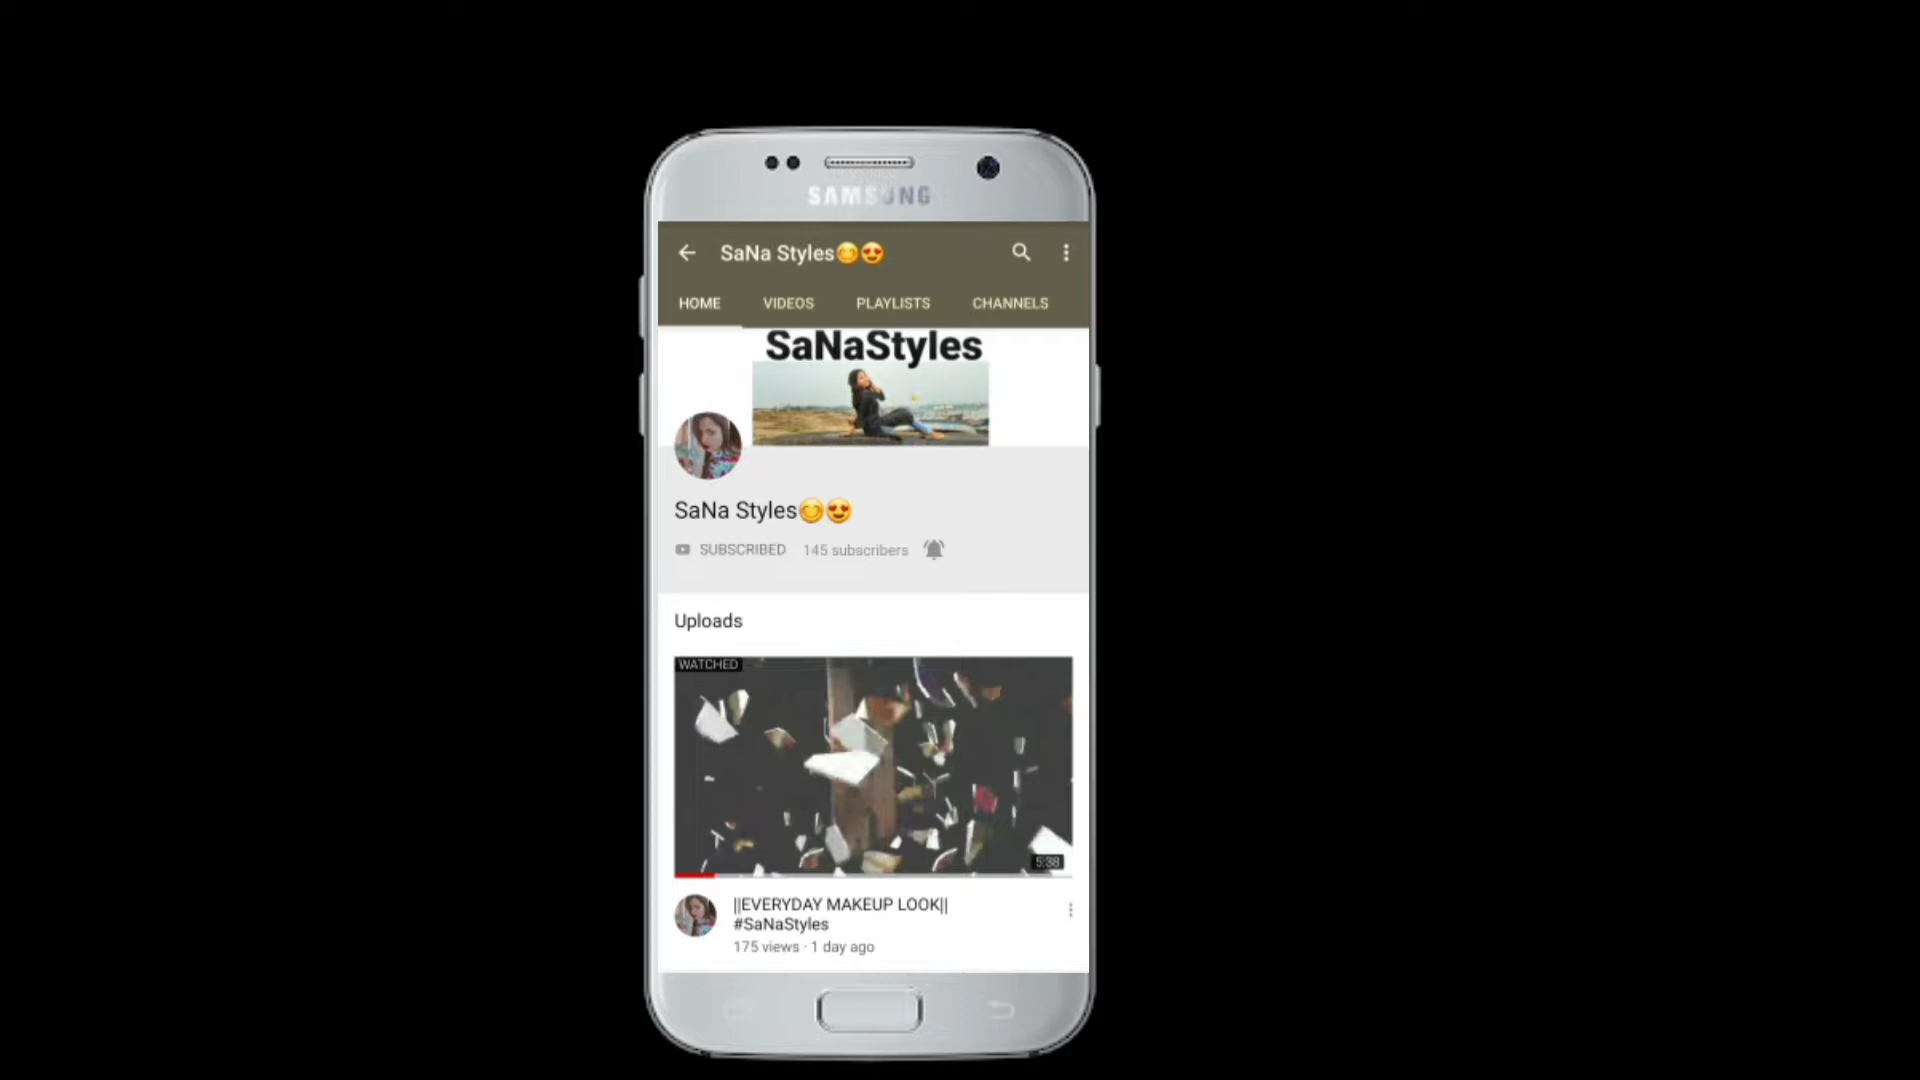 SAMSUNG
SaNa Styles😊😍
HOME VIDEOS PLAYLISTS CHANNELS
SaNaStyles
SaNa Styles😊😍
SUBSCRIBED 145 subscribers
Uploads
WATCHED
5:38
||EVERYDAY MAKEUP LOOK||
#SaNaStyles
175 views · 1 day ago